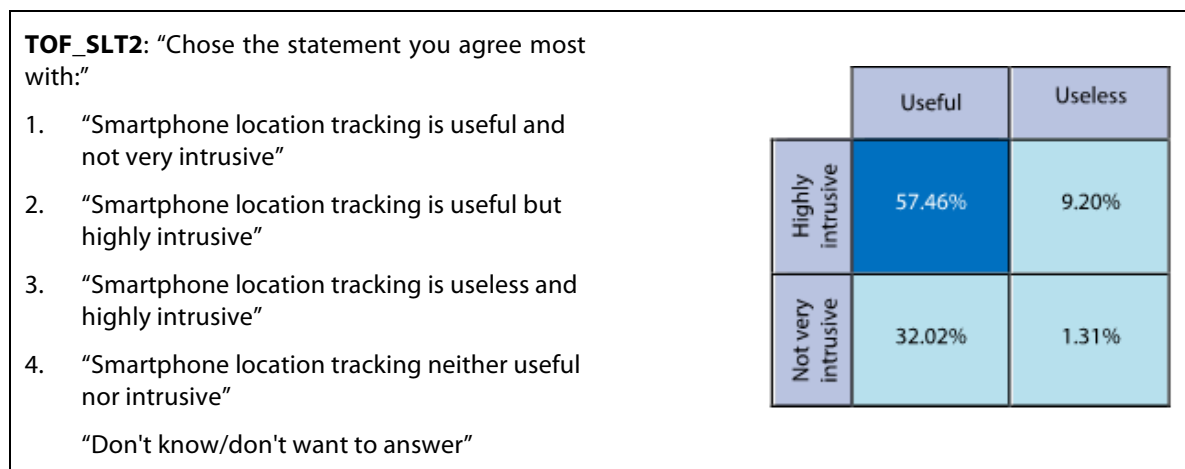 TOF_SLT2: “Chose the statement you agree most
with:”
1. “Smartphone location tracking is useful and
not very intrusive”
2. “Smartphone location tracking is useful but
highly intrusive”
3. “Smartphone location tracking is useless and
highly intrusive”
4. “Smartphone location tracking neither useful
nor intrusive”
“Don't know/don't want to answer”
Useful Useless
Highly
intrusive
57.46% 9.20%
Not very
intrusive
32.02% 1.31%